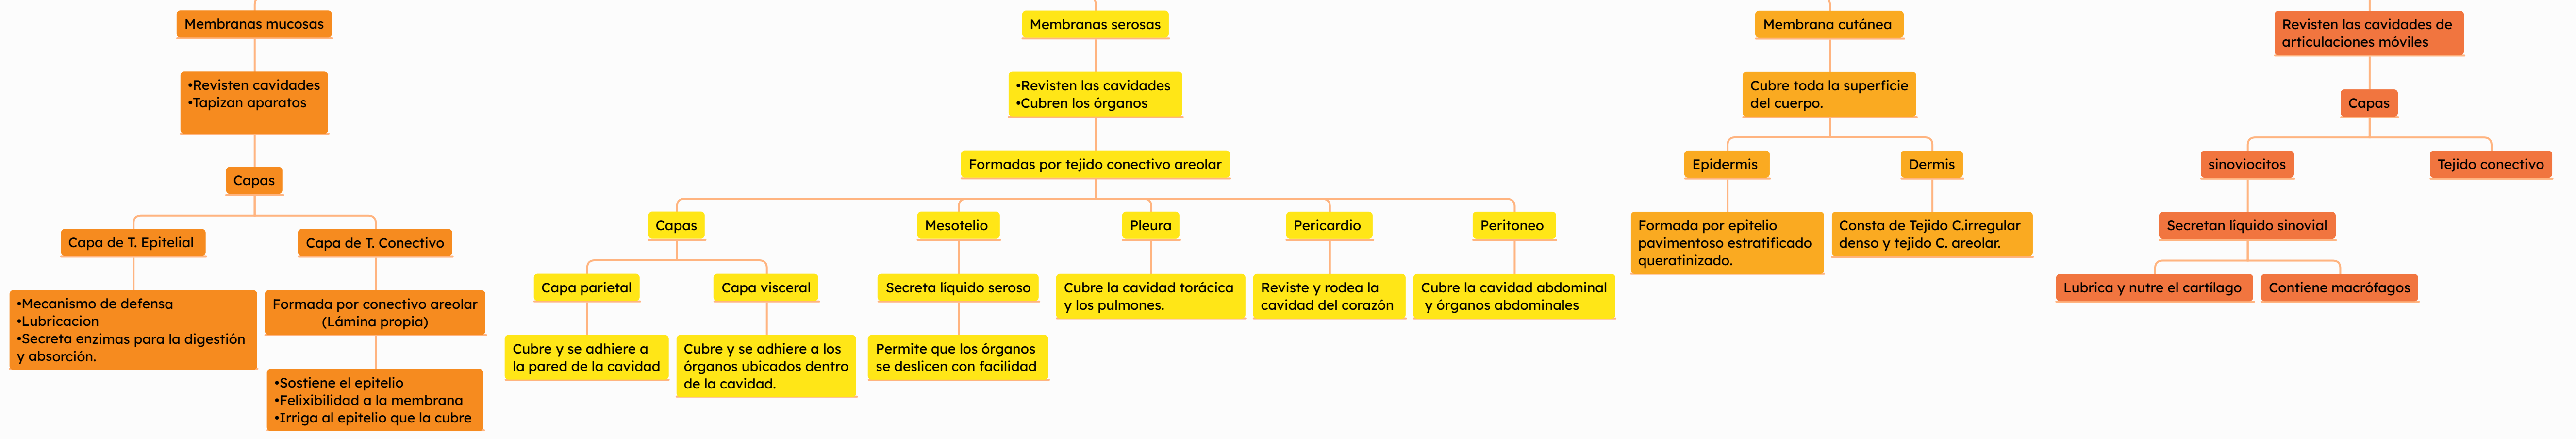 Membranas mucosas
•Revisten cavidades
•Tapizan aparatos
Capas
Capa de T. Epitelial
•Mecanismo de defensa
•Lubricacion
•Secreta enzimas para la digestión
y absorción.
Capa de T. Conectivo
Formada por conectivo areolar
(Lámina propia)
•Sostiene el epitelio
•Felixibilidad a la membrana
•Irriga al epitelio que la cubre
Membranas serosas
•Revisten las cavidades
•Cubren los órganos
Formadas por tejido conectivo areolar
Capas
Capa parietal
Cubre y se adhiere a
la pared de la cavidad
Capa visceral
Cubre y se adhiere a los
órganos ubicados dentro
de la cavidad.
Mesotelio
Secreta líquido seroso
Permite que los órganos
se deslicen con facilidad
Pleura
Cubre la cavidad torácica
y los pulmones.
Pericardio
Reviste y rodea la
cavidad del corazón
Peritoneo
Cubre la cavidad abdominal
y órganos abdominales
Membrana cutánea
Cubre toda la superficie
del cuerpo.
Epidermis
Formada por epitelio
pavimentoso estratificado
queratinizado.
Dermis
Consta de Tejido C.irregular
denso y tejido C. areolar.
Revisten las cavidades de
articulaciones móviles
Capas
sinoviocitos
Secretan líquido sinovial
Lubrica y nutre el cartílago
Contiene macrófagos
Tejido conectivo